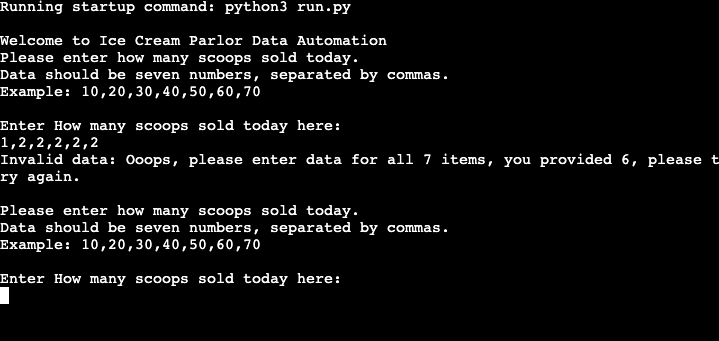 Running startup command: python3 run.py
Welcome to Ice Cream Parlor Data Automation
Please enter how many scoops sold today.
Data should be seven numbers, separated by commas.
Example: 10,20,30,40,50,60,70
Enter How many scoops sold today here:
1,2,2,2,2,2
Invalid data: Ooops, please enter data for all 7 items, you provided 6, please t
ry again.
Please enter how many scoops sold today.
Data should be seven numbers, separated by commas.
Example: 10,20,30,40,50,60,70
Enter How many scoops sold today here: